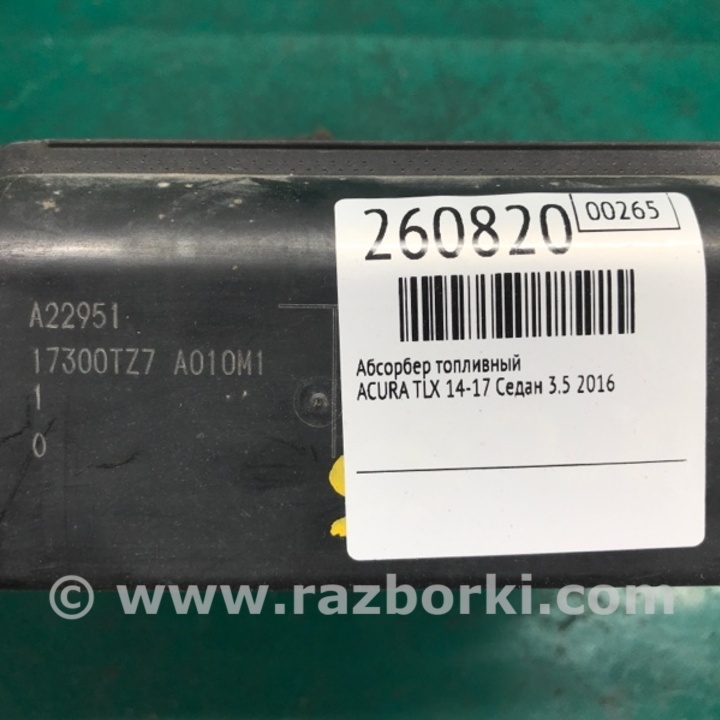 260820
00265
A22951
17300TZ7 A010M1
1
0
Абсорбер топливный
ACURA TLX 14-17 Седан 3.5 2016
© www.razborki.com